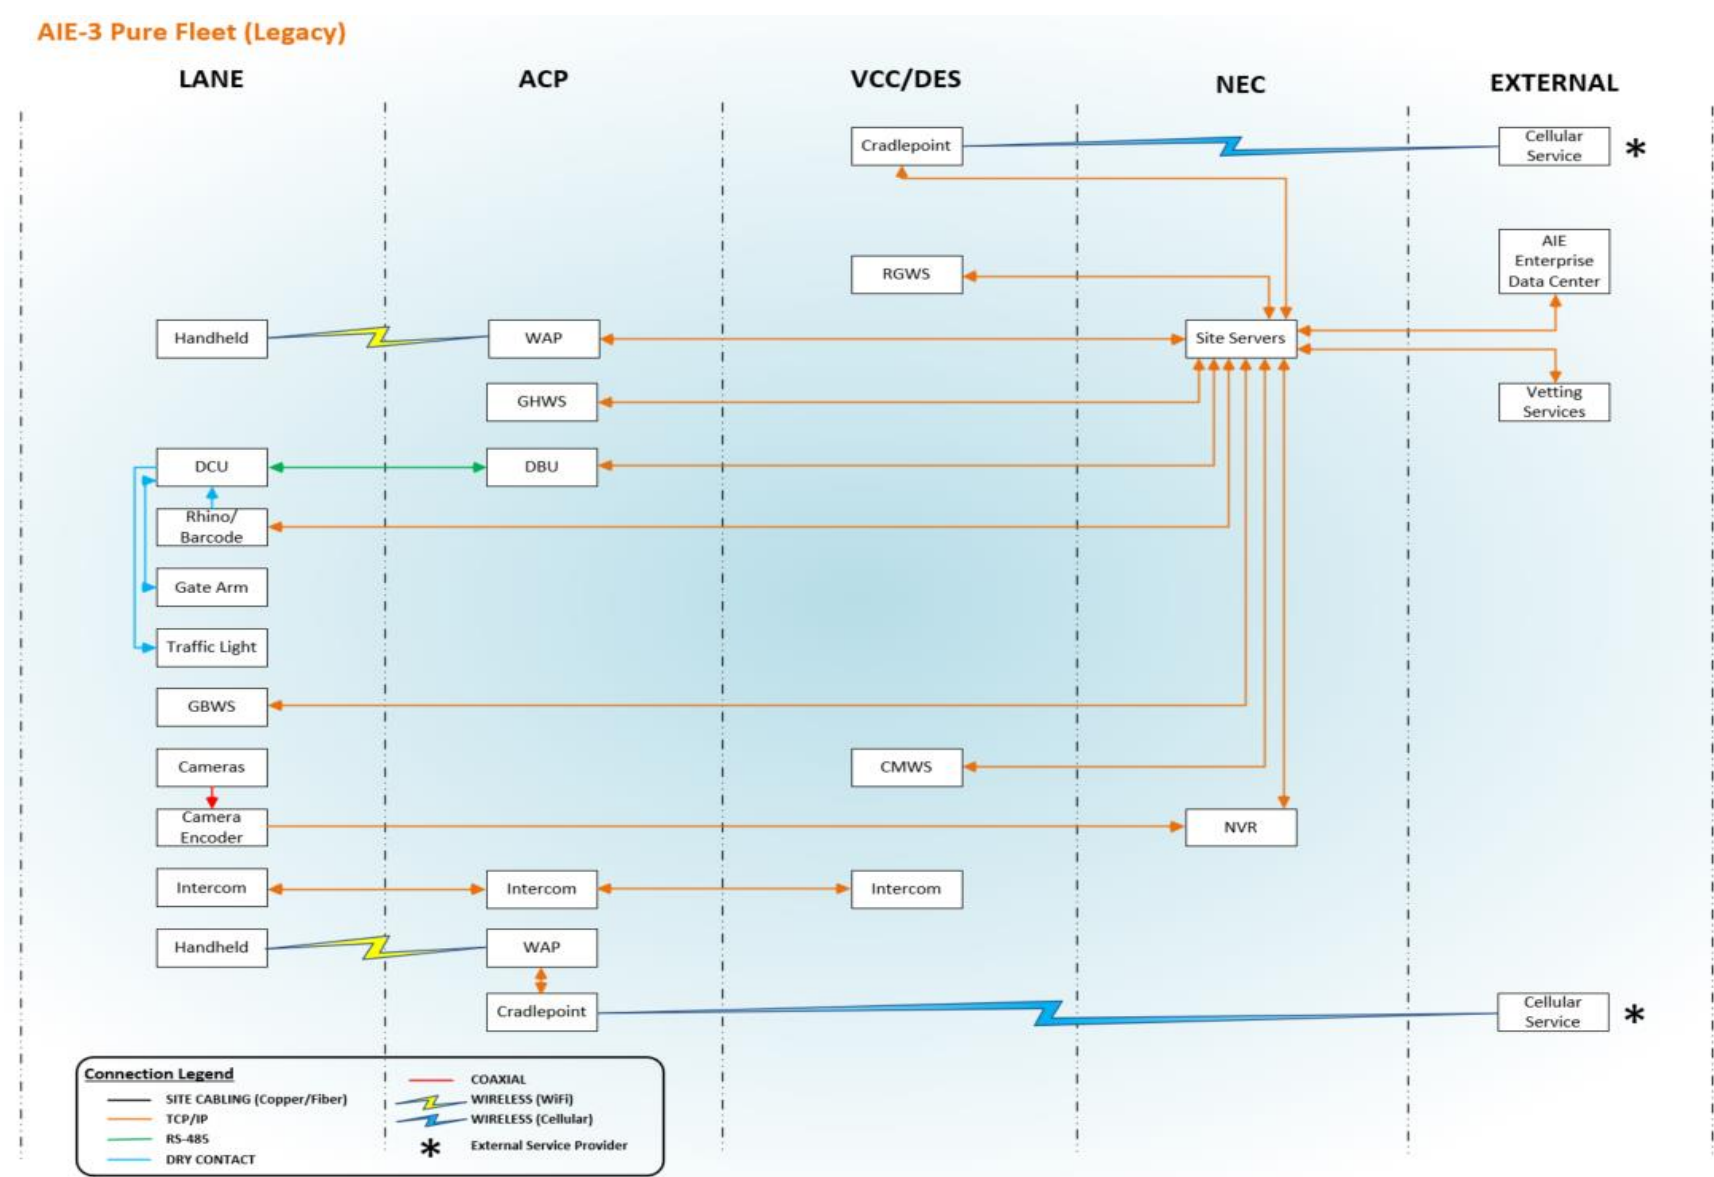 AIE-3 Pure Fleet (Legacy)
LANE
ACP
VCC/DES
NEC
EXTERNAL
Cradlepoint
Cellular
Service
*
RGWS
AIE
Enterprise
Data Center
Handheld
WAP
Site Servers
GHWS
Vetting
Services
DCU
DBU
Rhino/
Barcode
Gate Arm
Traffic Light
GBWS
Cameras
CMWS
Camera
Encoder
NVR
Intercom
Intercom
Intercom
Handheld
WAP
Cradlepoint
Cellular
Service
*
Connection Legend
SITE CABLING (Copper/Fiber)
TCP/IP
RS-485
DRY CONTACT
COAXIAL
WIRELESS (WiFi)
WIRELESS (Cellular)
* External Service Provider